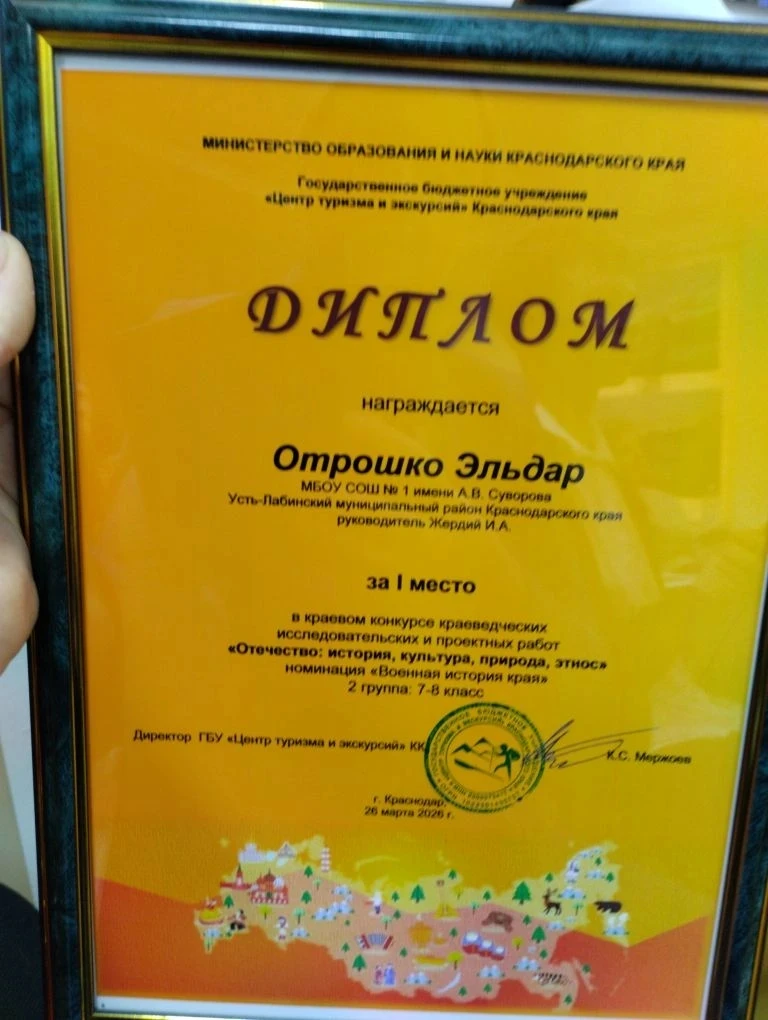 МИНИСТЕРСТВО ОБРАЗОВАНИЯ И НАУКИ КРАСНОДАРСКОГО КРАЯ
Государственное бюджетное учреждение
«Центр туризма и экскурсий» Краснодарского края
ДИПЛОМ
награждается
Отрошко Эльдар
МБОУ СОШ № 1 имени А.В. Суворова
Усть-Лабинский муниципальный район Краснодарского края
руководитель Жердий И.А.
за I место
в краевом конкурсе краеведческих
исследовательских и проектных работ
«Отечество: история, культура, природа, этнос»
номинация «Военная история края»
2 группа: 7-8 класс
Директор ГБУ «Центр туризма и экскурсий» КК
К.С. Мержоев
г. Краснодар,
26 марта 2026 г.